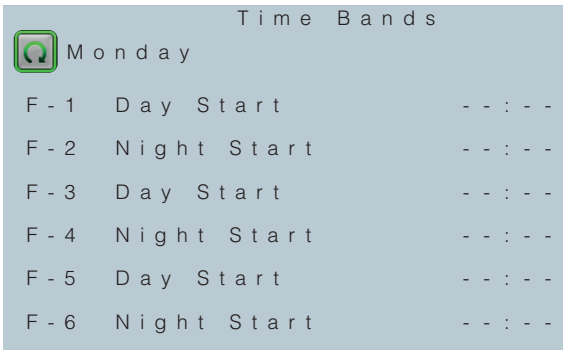 Time Bands
Monday
F-1 Day Start --:--
F-2 Night Start --:--
F-3 Day Start --:--
F-4 Night Start --:--
F-5 Day Start --:--
F-6 Night Start --:--